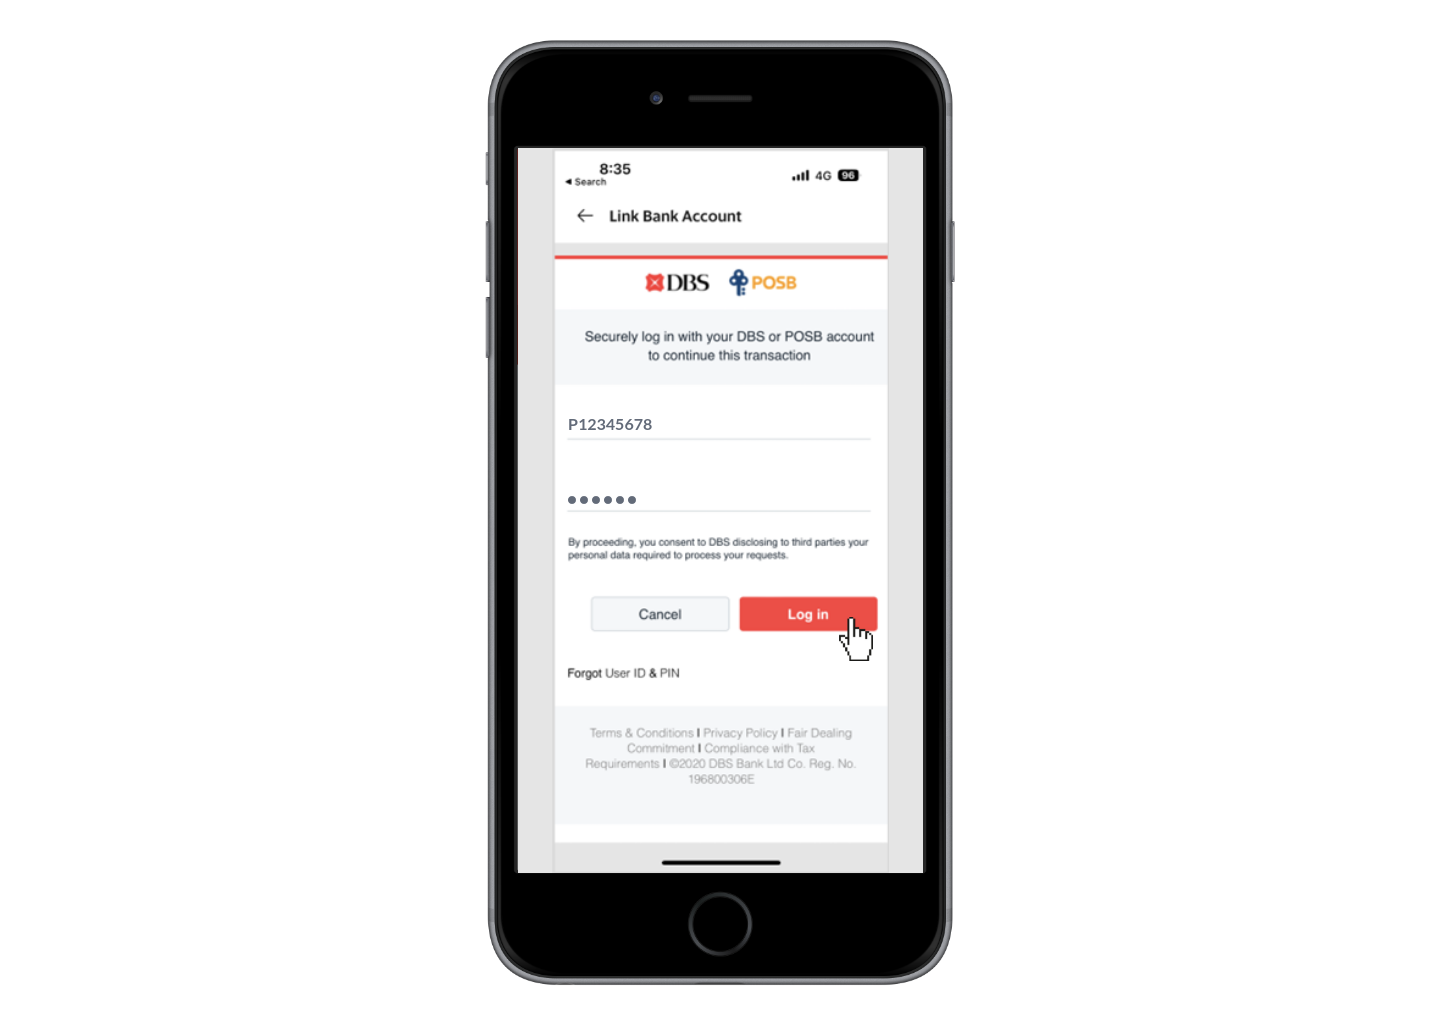 8:35
◀ Search
4G 96
← Link Bank Account
DBS POSB
Securely log in with your DBS or POSB account
to continue this transaction
P12345678
●●●●●●
By proceeding, you consent to DBS disclosing to third parties your
personal data required to process your requests.
Cancel Log in
Forgot User ID & PIN
Terms & Conditions I Privacy Policy I Fair Dealing
Commitment I Compliance with Tax
Requirements I ©2020 DBS Bank Ltd Co. Reg. No.
196800306E